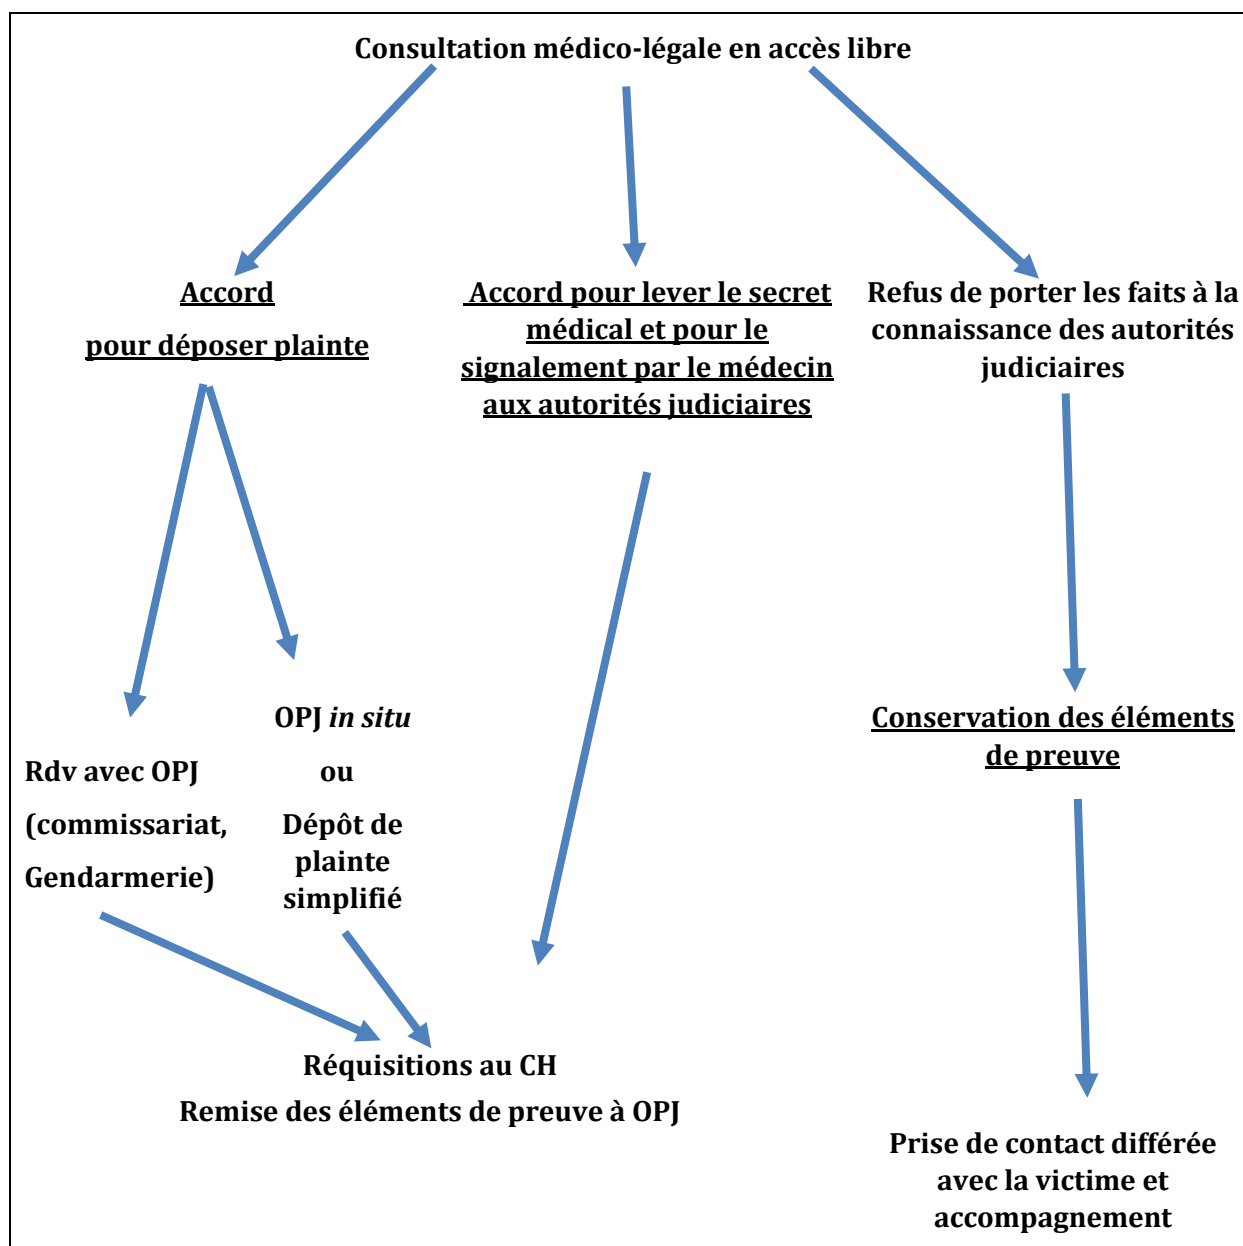 Consultation médico-légale en accès libre
Accord
pour déposer plainte
Accord pour lever le secret
médical et pour le
signalement par le médecin
aux autorités judiciaires
Refus de porter les faits à la
connaissance des autorités
judiciaires
Rdv avec OPJ
(commissariat,
Gendarmerie)
OPJ in situ
ou
Dépôt de
plainte
simplifié
Conservation des éléments
de preuve
Réquisitions au CH
Remise des éléments de preuve à OPJ
Prise de contact différée
avec la victime et
accompagnement